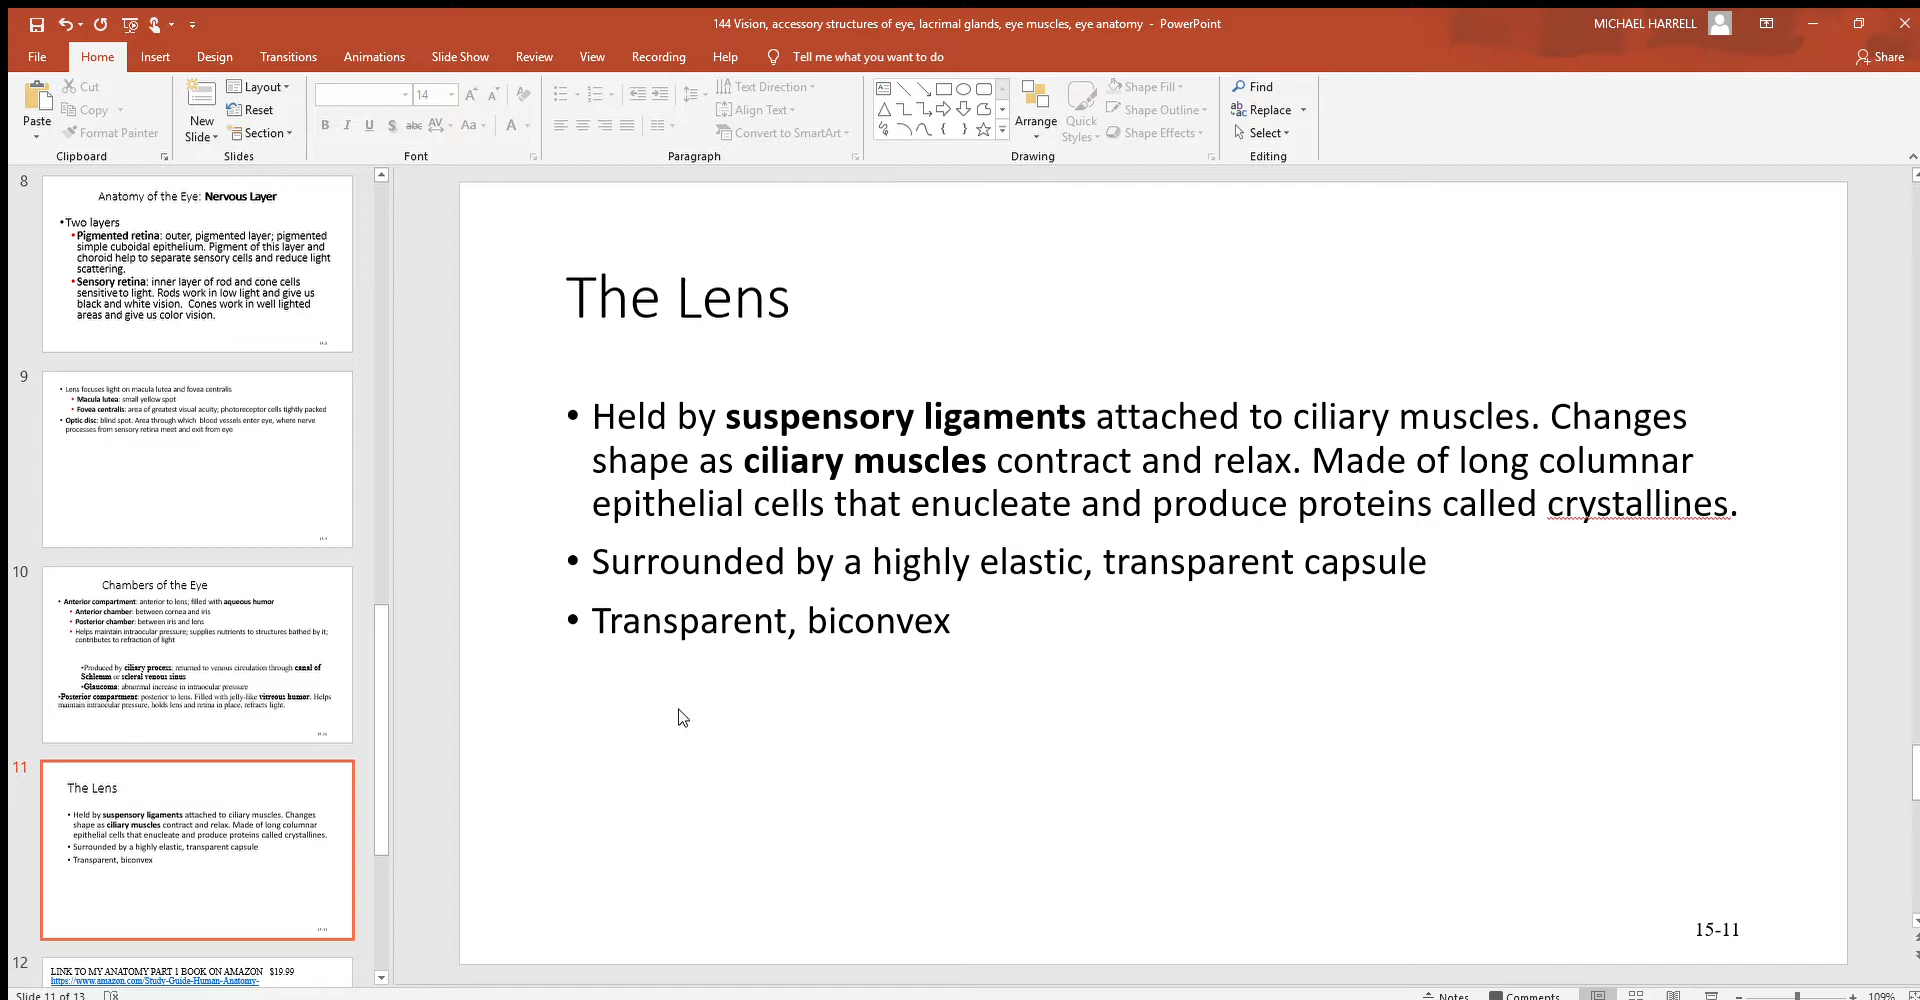 144 Vision, accessory structures of eye, lacrimal glands, eye muscles, eye anatomy - PowerPoint
MICHAEL HARRELL
File Home Insert Design Transitions Animations Slide Show Review View Recording Help Tell me what you want to do
Share
Paste
Cut
Copy
Format Painter
Clipboard
New Slide
Layout
Reset
Section
Slides
14
B I U S abc AV Aa A
Font
Text Direction
Align Text
Convert to SmartArt
Paragraph
Arrange
Quick Styles
Shape Fill
Shape Outline
Shape Effects
Drawing
Find
Replace
Select
Editing
8
Anatomy of the Eye: Nervous Layer
•Two layers
•Pigmented retina: outer, pigmented layer; pigmented
simple cuboidal epithelium. Pigment of this layer and
choroid help to separate sensory cells and reduce light
scattering.
•Sensory retina: inner layer of rod and cone cells
sensitive to light. Rods work in low light and give us
black and white vision. Cones work in well lighted
areas and give us color vision.
9
• Lens focuses light on macula lutea and fovea centralis
• Macula lutea: small yellow spot
• Fovea centralis: area of greatest visual acuity; photoreceptor cells tightly packed
• Optic disc: blind spot. Area through which blood vessels enter eye, where nerve
processes from sensory retina meet and exit from eye
10
Chambers of the Eye
• Anterior compartment: anterior to lens; filled with aqueous humor
• Anterior chamber: between cornea and iris
• Posterior chamber: between iris and lens
• Helps maintain intraocular pressure; supplies nutrients to structures bathed by it;
contributes to refraction of light
•Produced by ciliary process; returned to venous circulation through canal of
Schlemm or scleral venous sinus
•Glaucoma: abnormal increase in intraocular pressure
•Posterior compartment: posterior to lens. Filled with jelly-like vitreous humor. Helps
maintain intraocular pressure, holds lens and retina in place, refracts light.
11
The Lens
• Held by suspensory ligaments attached to ciliary muscles. Changes
shape as ciliary muscles contract and relax. Made of long columnar
epithelial cells that enucleate and produce proteins called crystallines.
• Surrounded by a highly elastic, transparent capsule
• Transparent, biconvex
12
LINK TO MY ANATOMY PART 1 BOOK ON AMAZON $19.99
https://www.amazon.com/Study-Guide-Human-Anatomy-
The Lens
• Held by suspensory ligaments attached to ciliary muscles. Changes
shape as ciliary muscles contract and relax. Made of long columnar
epithelial cells that enucleate and produce proteins called crystallines.
• Surrounded by a highly elastic, transparent capsule
• Transparent, biconvex
15-11
Slide 11 of 13
Notes
Comments
109%